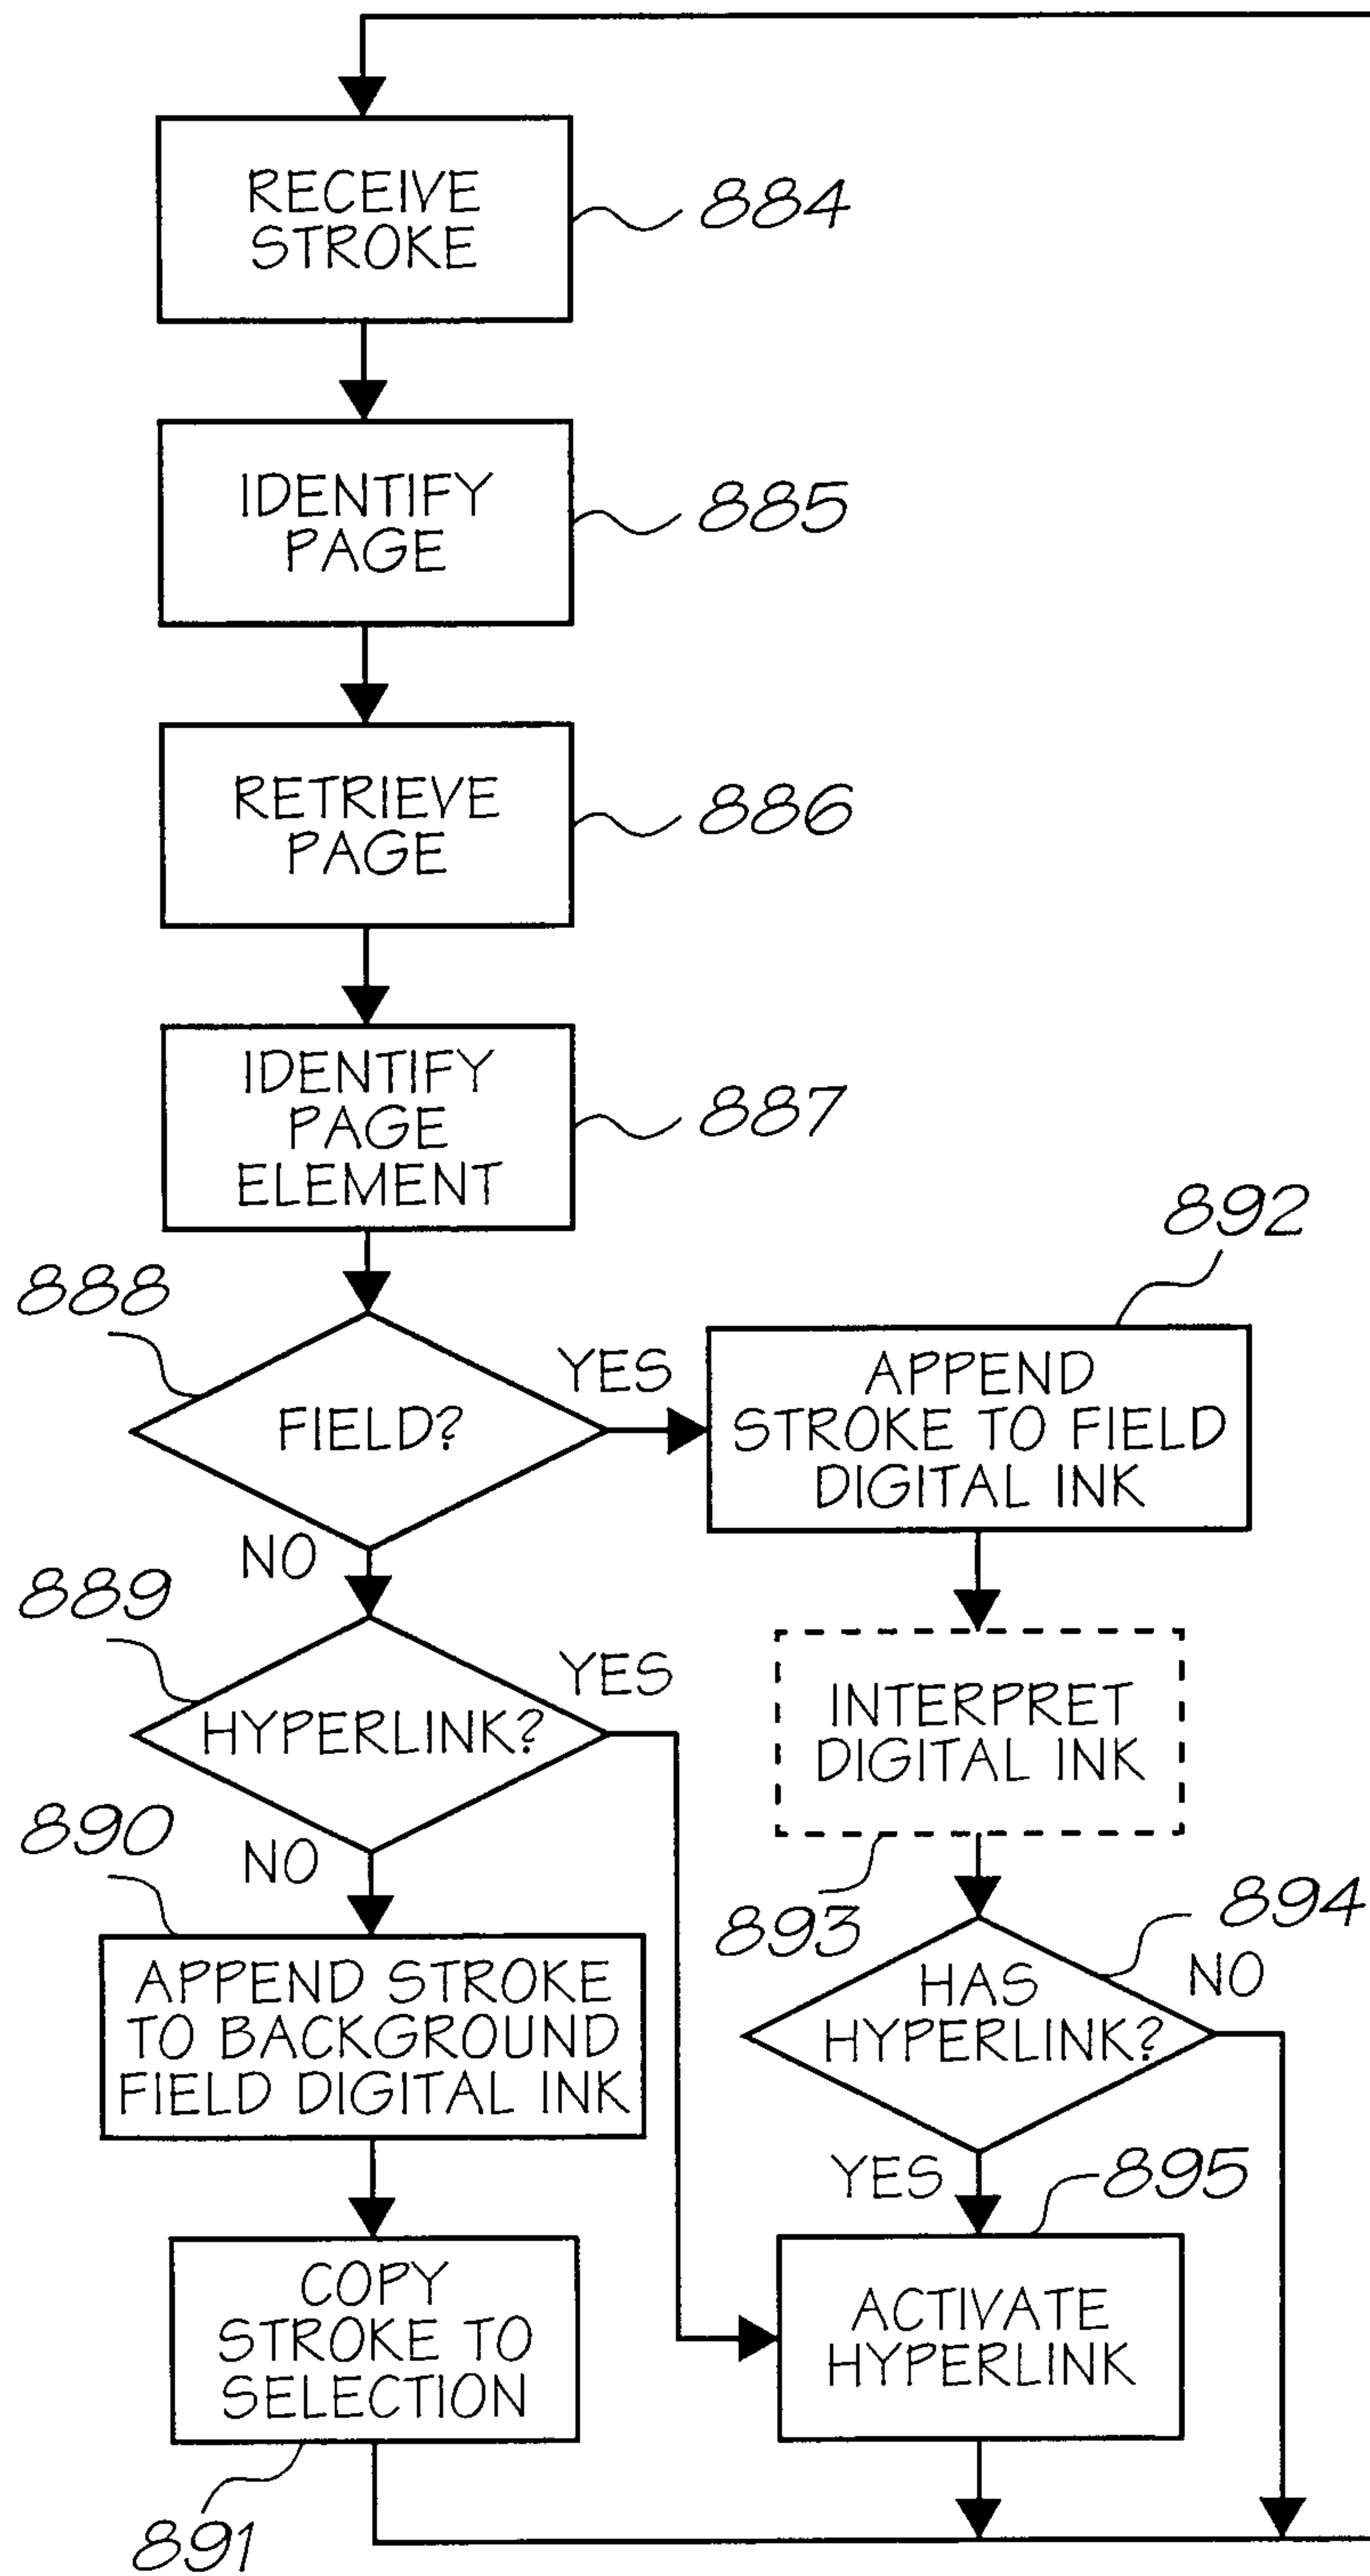 RECEIVE
STROKE
884
IDENTIFY
PAGE
885
RETRIEVE
PAGE
886
IDENTIFY
PAGE
ELEMENT
887
888
FIELD?
YES
NO
892
APPEND
STROKE TO FIELD
DIGITAL INK
889
HYPERLINK?
YES
NO
INTERPRET
DIGITAL INK
893
890
APPEND STROKE
TO BACKGROUND
FIELD DIGITAL INK
894
HAS
HYPERLINK?
NO
YES
895
COPY
STROKE TO
SELECTION
891
ACTIVATE
HYPERLINK